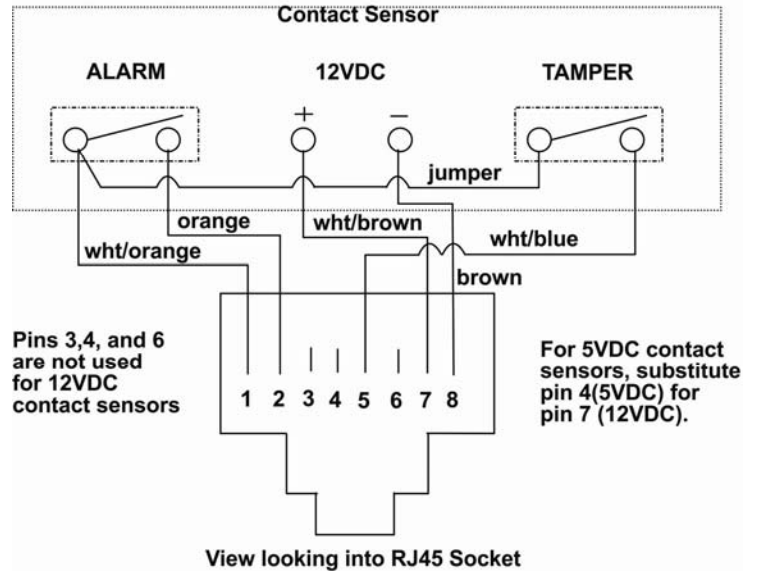 Contact Sensor
ALARM 12VDC TAMPER
+ –
jumper
orange wht/brown
wht/blue
wht/orange
brown
Pins 3,4, and 6
are not used
for 12VDC
contact sensors
For 5VDC contact
sensors, substitute
pin 4(5VDC) for
pin 7 (12VDC).
1 2 3 4 5 6 7 8
View looking into RJ45 Socket